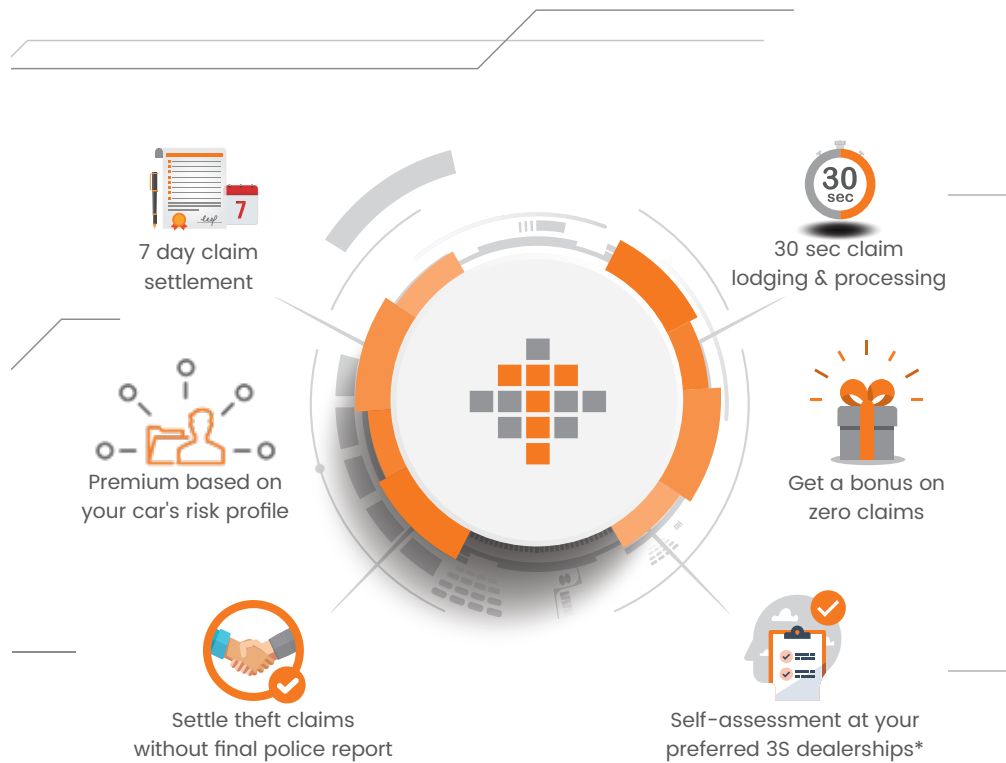 7
7 day claim
settlement
30
sec
30 sec claim
lodging & processing
Premium based on
your car's risk profile
Get a bonus on
zero claims
Settle theft claims
without final police report
Self-assessment at your
preferred 3S dealerships*